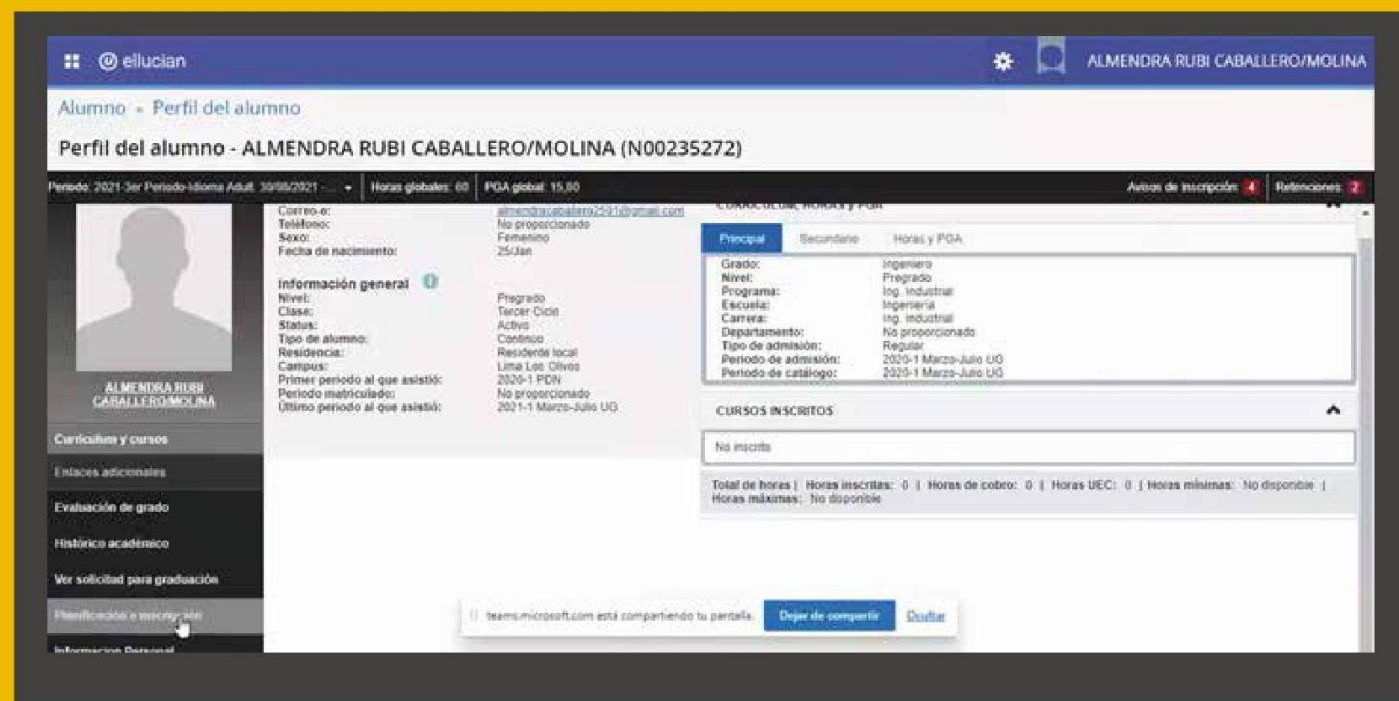 ellucian
ALMENDRA RUBI CABALLERO/MOLINA
Alumno • Perfil del alumno
Perfil del alumno - ALMENDRA RUBI CABALLERO/MOLINA (N00235272)
Periodo: 2021-3er Periodo-Idioma Adult. 30/08/2021 - ...
Horas globales: 60
PGA global: 15,80
Avisos de inscripción: 4
Retenciones: 2
ALMENDRA RUBI
CABALLERO/MOLINA
Currículum y cursos
Enlaces adicionales
Evaluación de grado
Histórico académico
Ver solicitud para graduación
Planificación e inscripción
Informacion Personal
Correo-e: almendracaballero2591@gmail.com
Teléfono: No proporcionado
Sexo: Femenino
Fecha de nacimiento: 25/Jan
Información general
Nivel: Pregrado
Clase: Tercer Ciclo
Status: Activo
Tipo de alumno: Continuo
Residencia: Residente local
Campus: Lima Los Olivos
Primer periodo al que asistió: 2020-1 PDN
Periodo matriculado: No proporcionado
Último periodo al que asistió: 2021-1 Marzo-Julio UG
CURRÍCULUM, HORAS y PGA
Principal Secundario Horas y PGA
Grado: Ingeniero
Nivel: Pregrado
Programa: Ing. Industrial
Escuela: Ingeniería
Carrera: Ing. Industrial
Departamento: No proporcionado
Tipo de admisión: Regular
Periodo de admisión: 2020-1 Marzo-Julio UG
Periodo de catálogo: 2020-1 Marzo-Julio UG
CURSOS INSCRITOS
No inscrito
Total de horas | Horas inscritas: 0 | Horas de cobro: 0 | Horas UEC: 0 | Horas mínimas: No disponible |
Horas máximas: No disponible
teams.microsoft.com está compartiendo tu pantalla. Dejar de compartir Ocultar